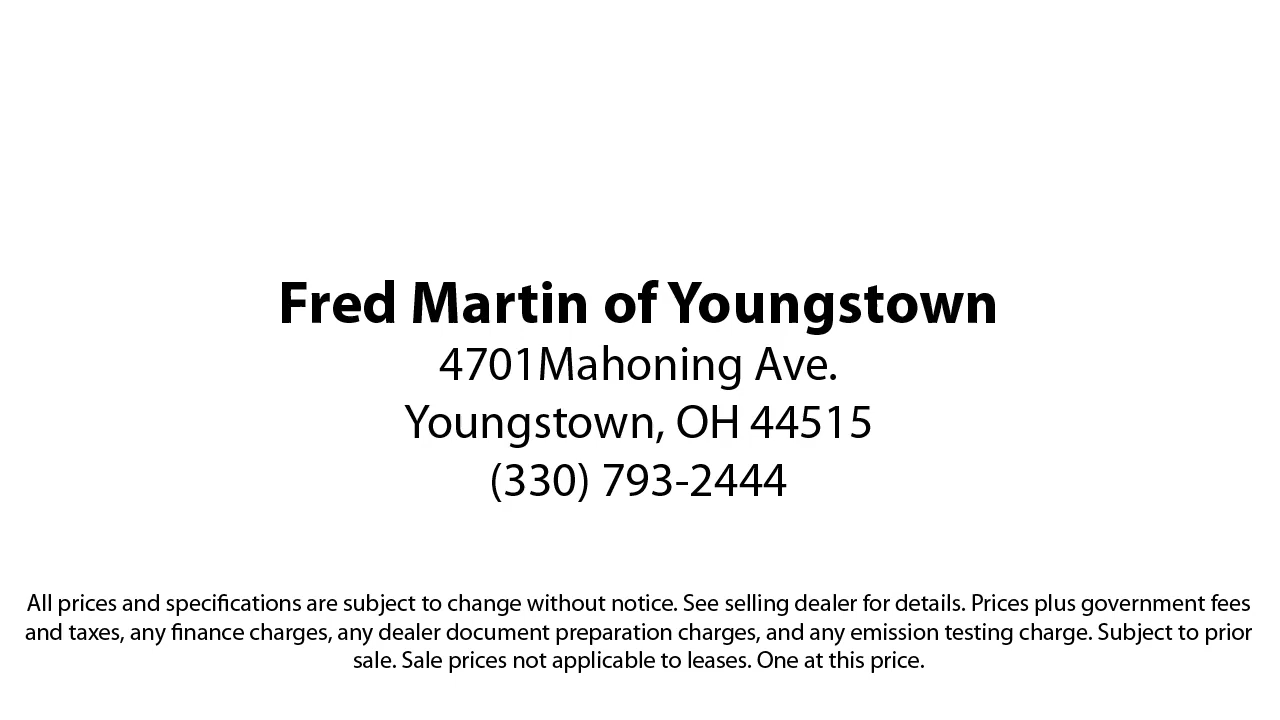 Fred Martin of Youngstown
4701Mahoning Ave.
Youngstown, OH 44515
(330) 793-2444
All prices and specifications are subject to change without notice. See selling dealer for details. Prices plus government fees
and taxes, any finance charges, any dealer document preparation charges, and any emission testing charge. Subject to prior
sale. Sale prices not applicable to leases. One at this price.